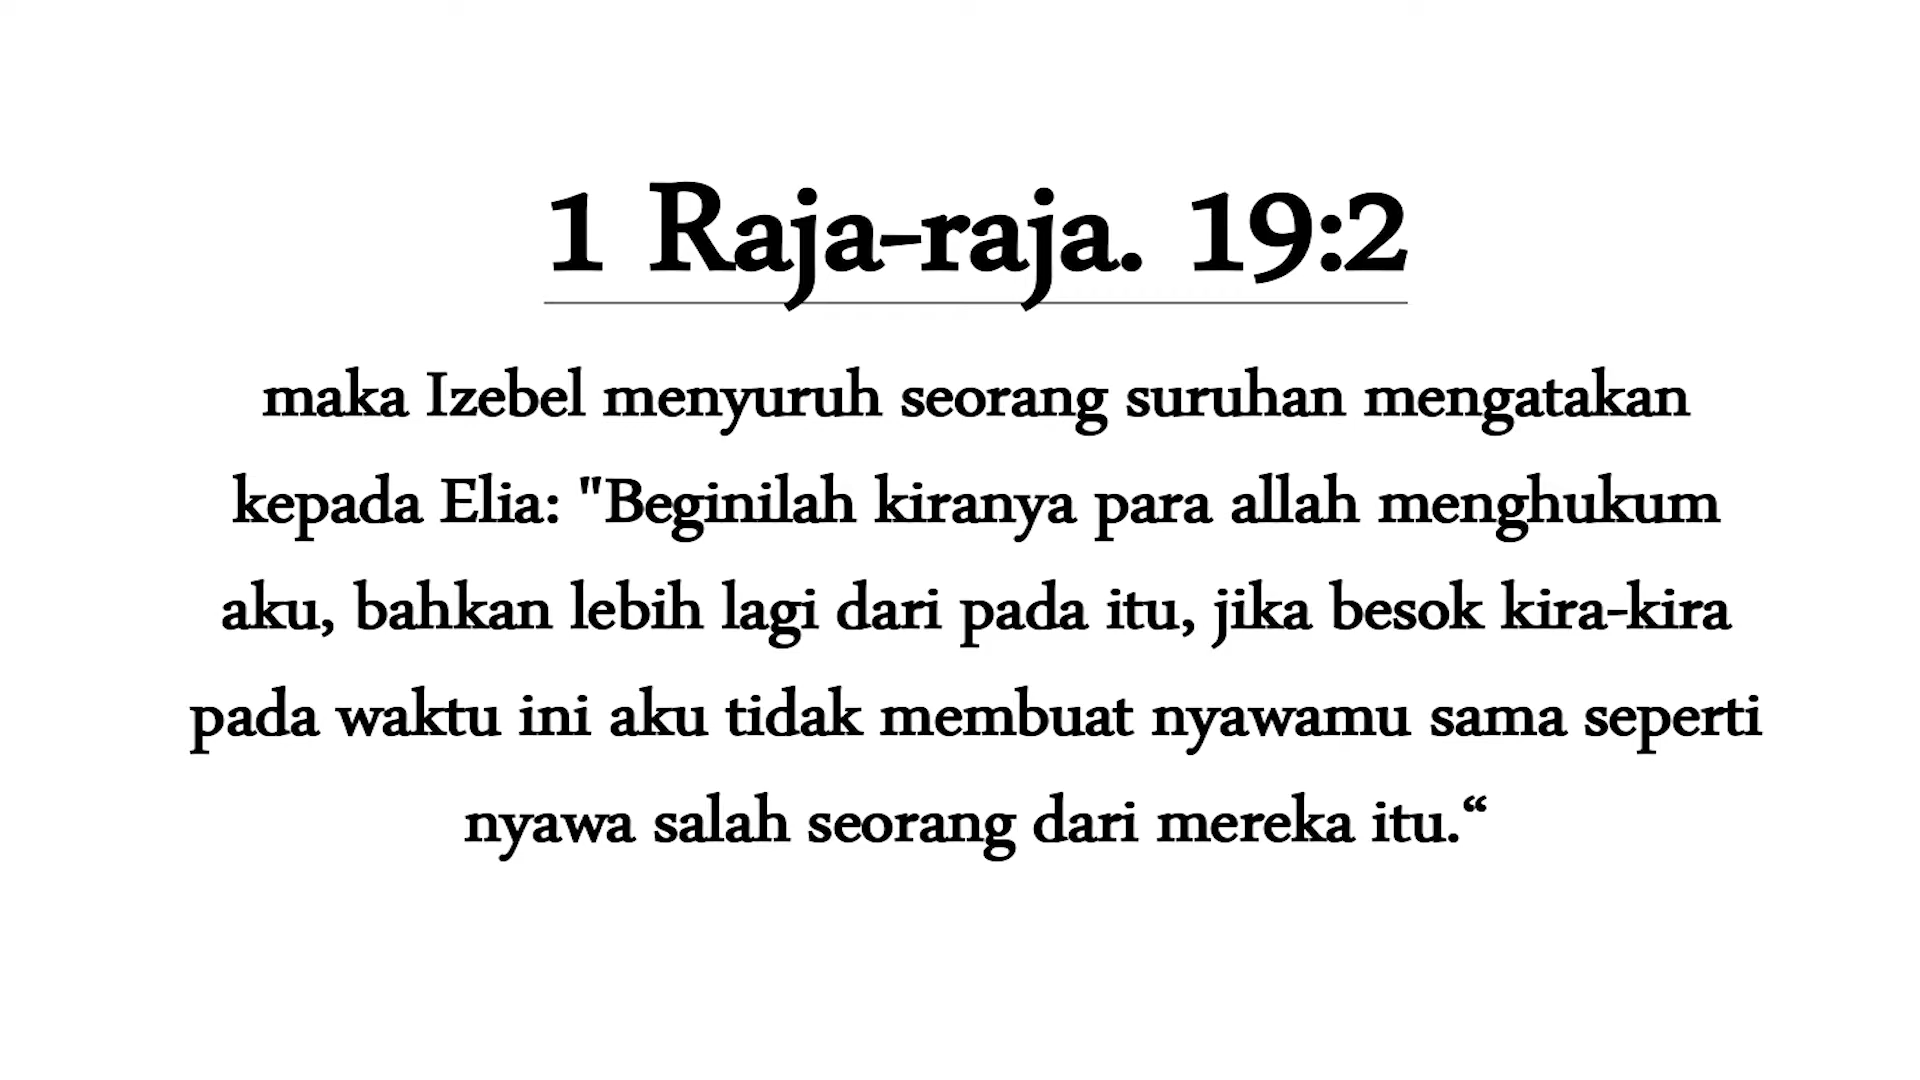 1 Raja-raja. 19:2
maka Izebel menyuruh seorang suruhan mengatakan
kepada Elia: "Beginilah kiranya para allah menghukum
aku, bahkan lebih lagi dari pada itu, jika besok kira-kira
pada waktu ini aku tidak membuat nyawamu sama seperti
nyawa salah seorang dari mereka itu.“